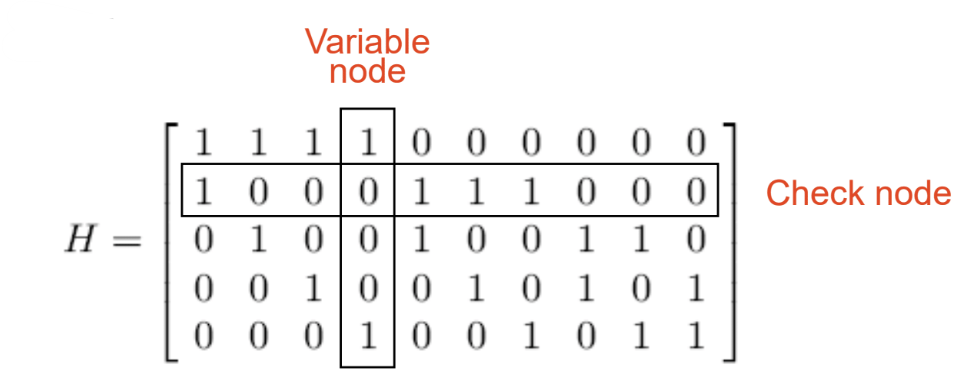 Variable
node
1 1 1 1 0 0 0 0 0 0
1 0 0 0 1 1 1 0 0 0 Check node
H = 0 1 0 0 1 0 0 1 1 0
0 0 1 0 0 1 0 1 0 1
0 0 0 1 0 0 1 0 1 1